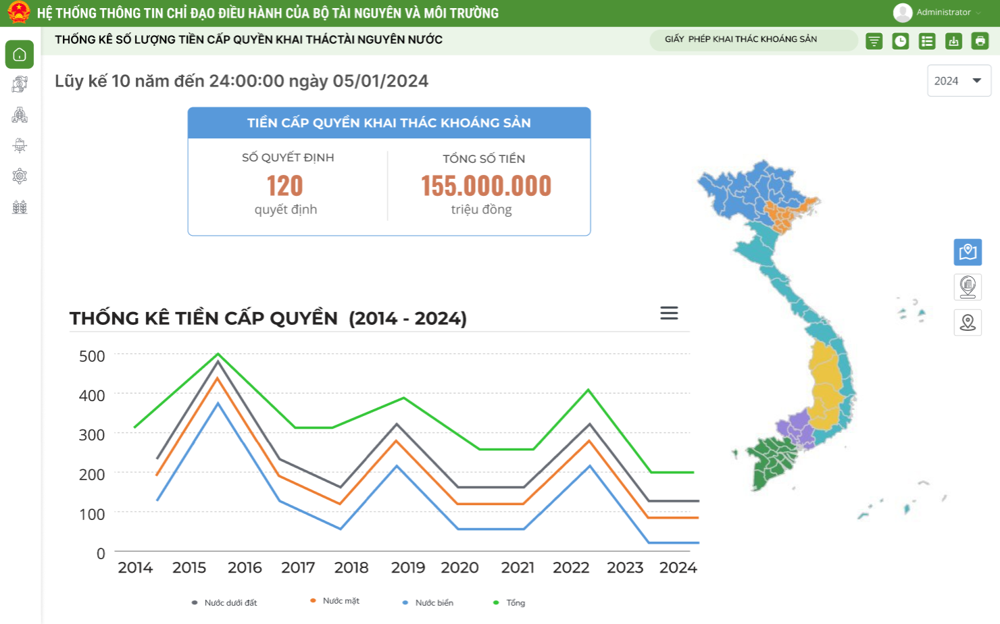 HỆ THỐNG THÔNG TIN CHỈ ĐẠO ĐIỀU HÀNH CỦA BỘ TÀI NGUYÊN VÀ MÔI TRƯỜNG
Administrator
THỐNG KÊ SỐ LƯỢNG TIỀN CẤP QUYỀN KHAI THÁCTÀI NGUYÊN NƯỚC
GIẤY PHÉP KHAI THÁC KHOÁNG SẢN
Lũy kế 10 năm đến 24:00:00 ngày 05/01/2024
2024
TIỀN CẤP QUYỀN KHAI THÁC KHOÁNG SẢN
SỐ QUYẾT ĐỊNH
120
quyết định
TỔNG SỐ TIỀN
155.000.000
triệu đồng
THỐNG KÊ TIỀN CẤP QUYỀN (2014 - 2024)
500
400
300
200
100
0
2014 2015 2016 2017 2018 2019 2020 2021 2022 2023 2024
Nước dưới đất Nước mặt Nước biển Tổng